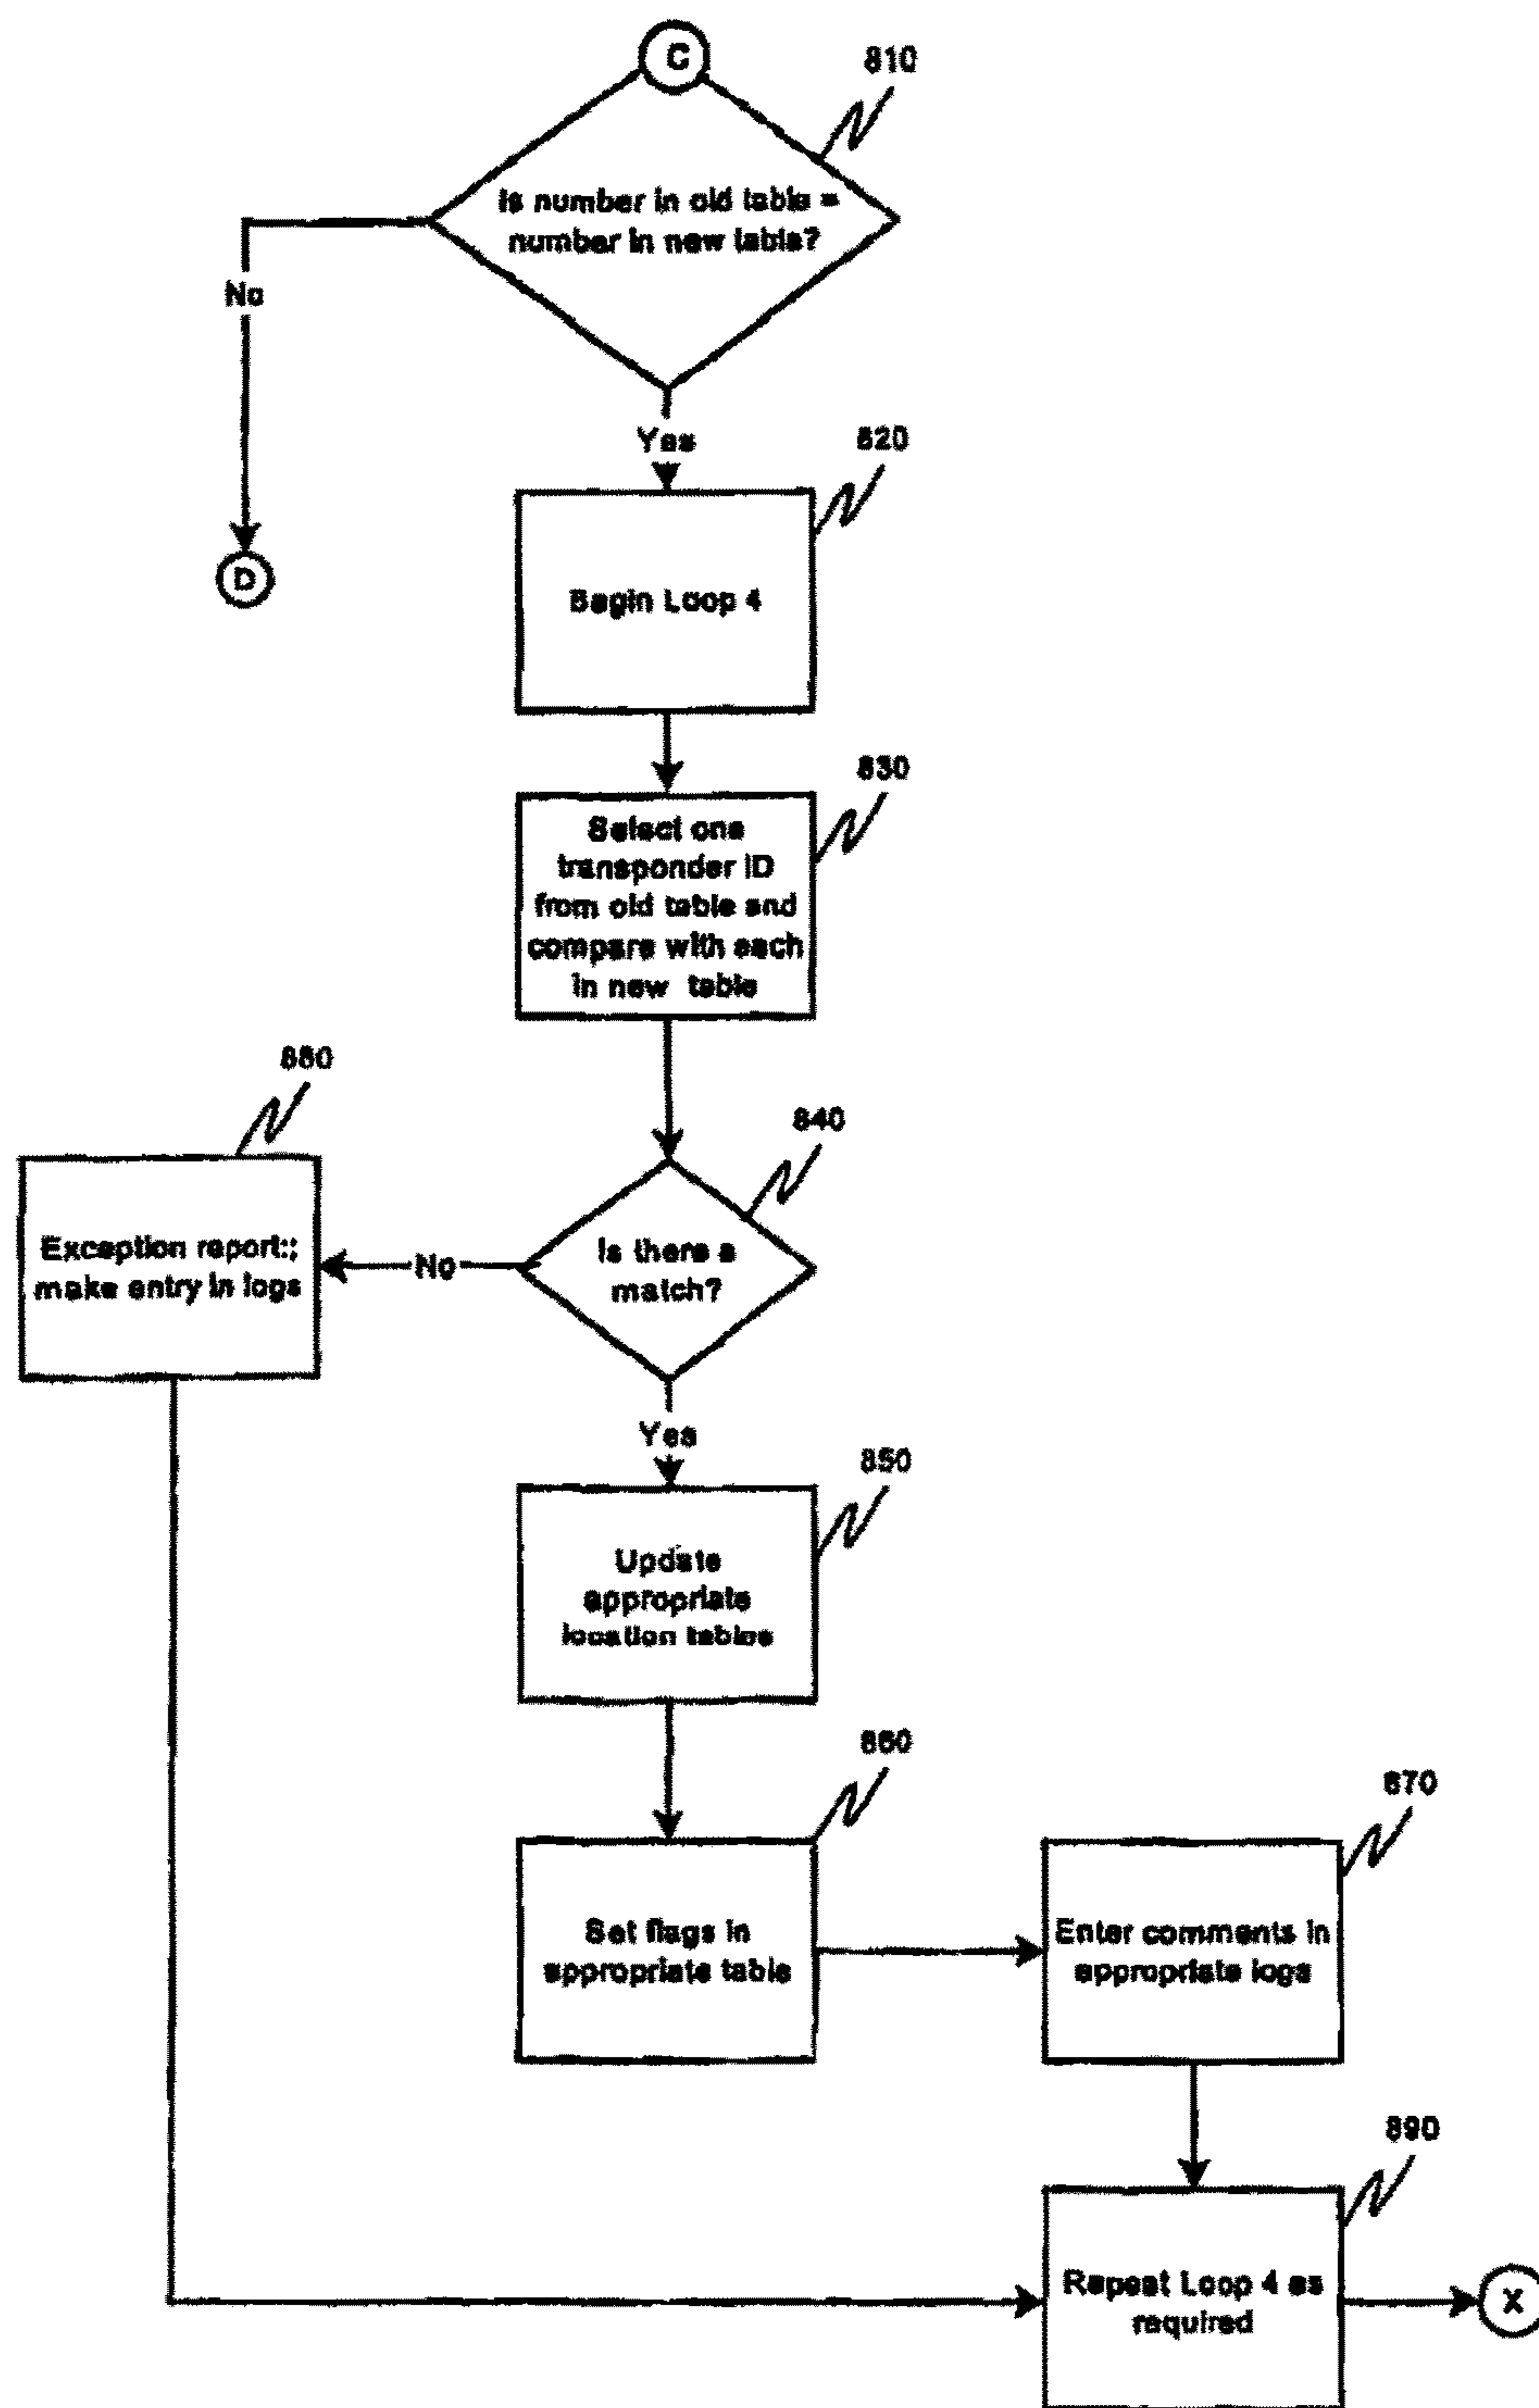 C
810
Is number in old table =
number in new table?
No
Yes
820
D
Begin Loop 4
830
Select one
transponder ID
from old table and
compare with each
in new table
880
840
Exception report:;
make entry in logs
No
Is there a
match?
Yes
850
Update
appropriate
location tables
860
870
Set flags in
appropriate table
Enter comments in
appropriate logs
890
Repeat Loop 4 as
required
X